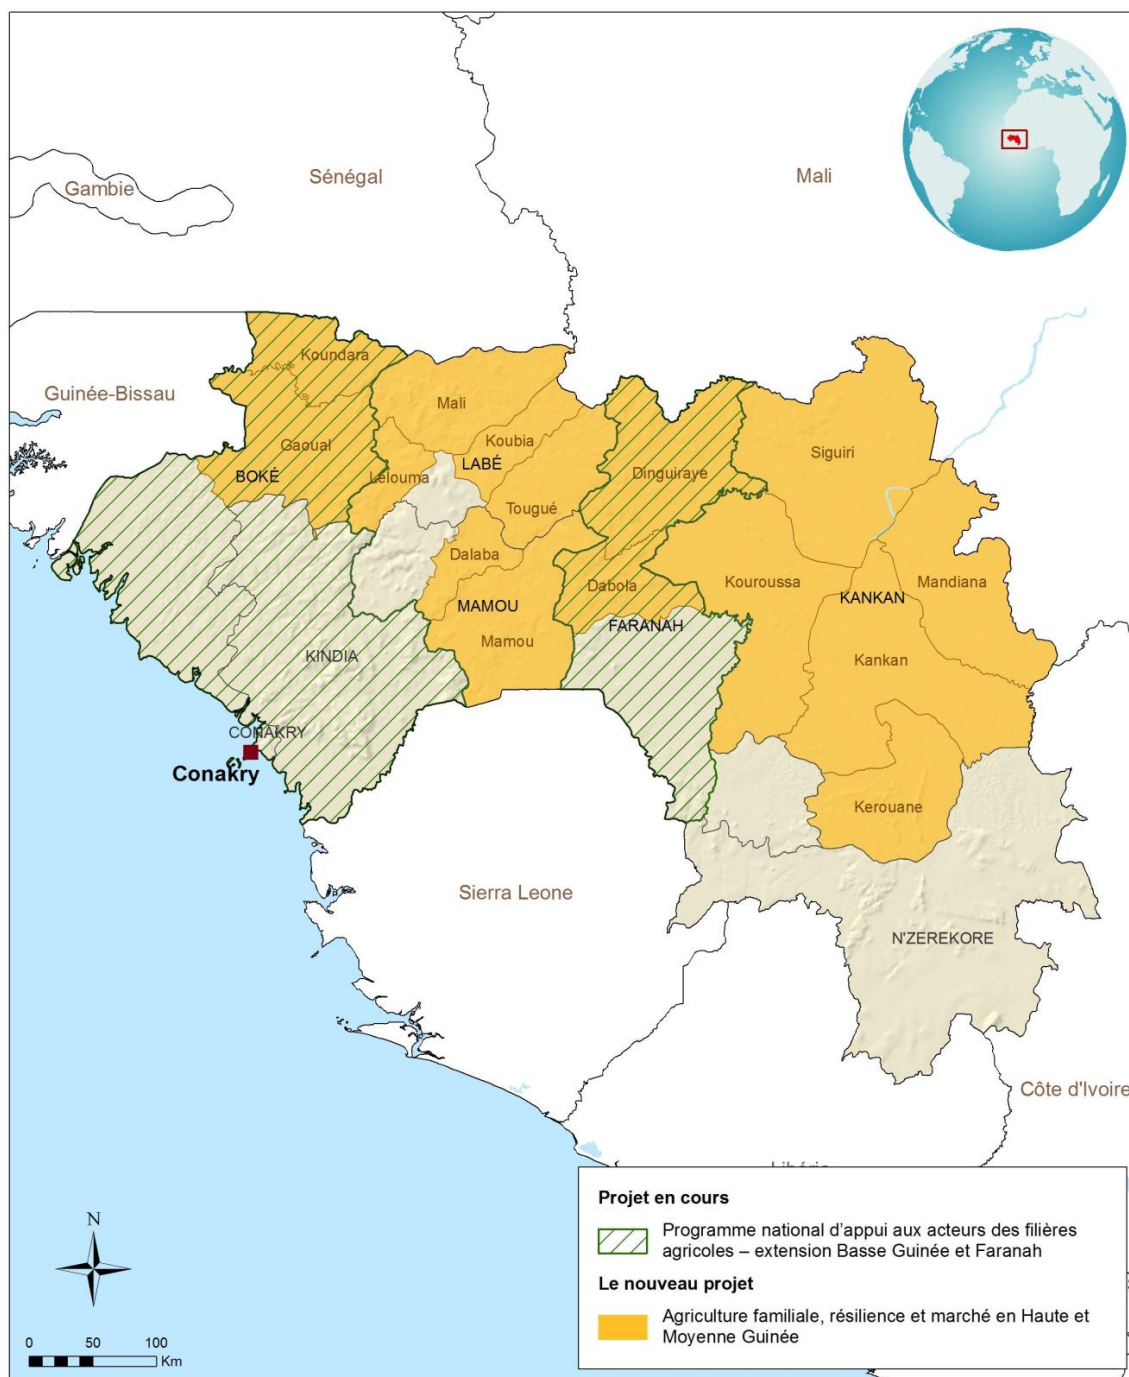 Gambie
Sénégal
Mali
Guinée-Bissau
Koundara
Gaoual
BOKÉ
Mali
Koubia
LABÉ
Lelouma
Tougué
Dinguiraye
Siguiri
Dalaba
MAMOU
Mamou
Dabola
FARANAH
Kouroussa
KANKAN
Mandiana
Kankan
KINDIA
CONAKRY
Conakry
Kerouane
Sierra Leone
N'ZEREKORE
Côte d'Ivoire
Libéria
Projet en cours
Programme national d'appui aux acteurs des filières
agricoles – extension Basse Guinée et Faranah
Le nouveau projet
Agriculture familiale, résilience et marché en Haute et
Moyenne Guinée
N
0 50 100
Km